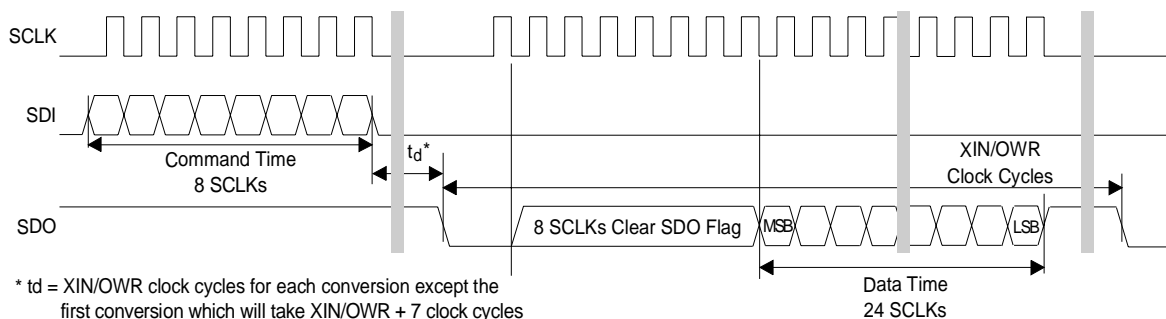 SCLK
SDI
Command Time
8 SCLKs
td*
XIN/OWR
Clock Cycles
SDO
8 SCLKs Clear SDO Flag
MSB
LSB
Data Time
24 SCLKs
* td = XIN/OWR clock cycles for each conversion except the
first conversion which will take XIN/OWR + 7 clock cycles